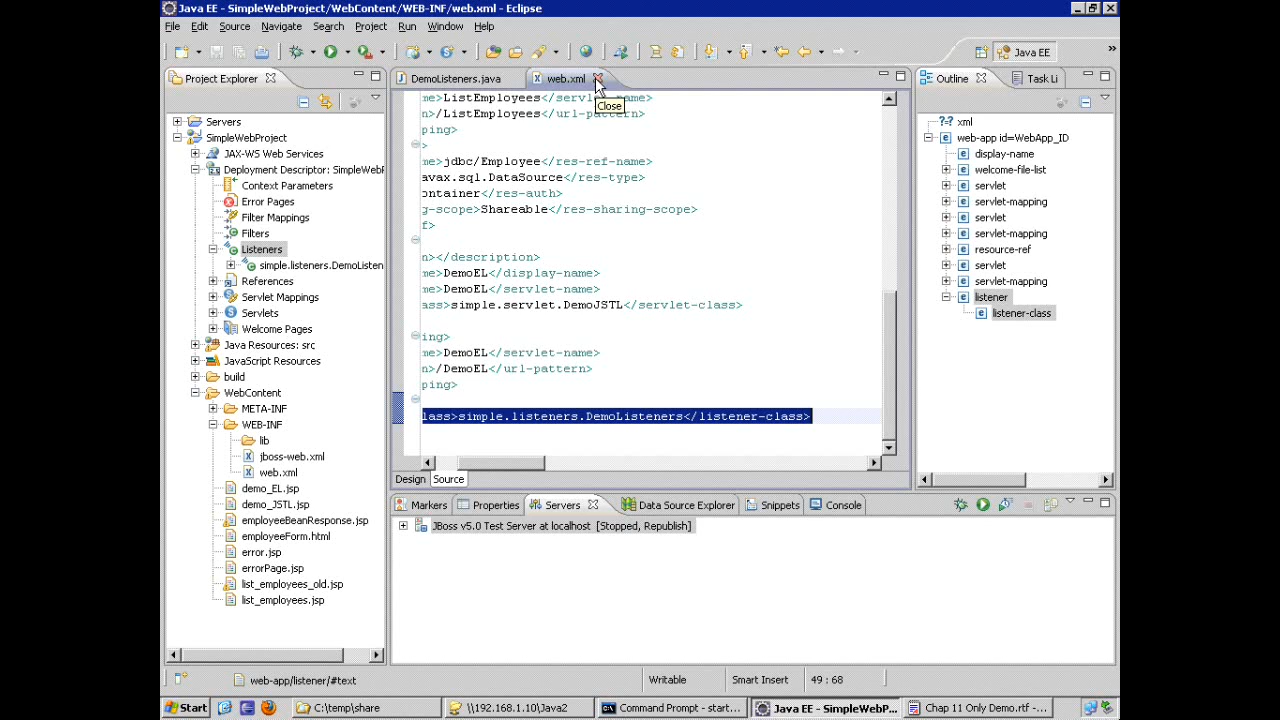 Java EE - SimpleWebProject/WebContent/WEB-INF/web.xml - Eclipse
File Edit Source Navigate Search Project Run Window Help
Java EE
Project Explorer
Servers
SimpleWebProject
JAX-WS Web Services
Deployment Descriptor: SimpleWebF
Context Parameters
Error Pages
Filter Mappings
Filters
Listeners
simple.listeners.DemoListen
References
Servlet Mappings
Servlets
Welcome Pages
Java Resources: src
JavaScript Resources
build
WebContent
META-INF
WEB-INF
lib
jboss-web.xml
web.xml
demo_EL.jsp
demo_JSTL.jsp
employeeBeanResponse.jsp
employeeForm.html
error.jsp
errorPage.jsp
list_employees_old.jsp
list_employees.jsp
DemoListeners.java web.xml
Close
me>ListEmployees</servlet-name>
n>/ListEmployees</url-pattern>
ping>
>
me>jdbc/Employee</res-ref-name>
avax.sql.DataSource</res-type>
ontainer</res-auth>
g-scope>Shareable</res-sharing-scope>
f>
n></description>
me>DemoEL</display-name>
me>DemoEL</servlet-name>
ass>simple.servlet.DemoJSTL</servlet-class>
ing>
me>DemoEL</servlet-name>
n>/DemoEL</url-pattern>
ping>
lass>simple.listeners.DemoListeners</listener-class>
Design Source
Outline Task Li
xml
web-app id=WebApp_ID
display-name
welcome-file-list
servlet
servlet-mapping
servlet
servlet-mapping
resource-ref
servlet
servlet-mapping
listener
listener-class
Markers Properties Servers Data Source Explorer Snippets Console
JBoss v5.0 Test Server at localhost [Stopped, Republish]
web-app/listener/#text Writable Smart Insert 49 : 68
Start C:\temp\share \\192.168.1.10\Java2 Command Prompt - start... Java EE - SimpleWebP... Chap 11 Only Demo.rtf - ...